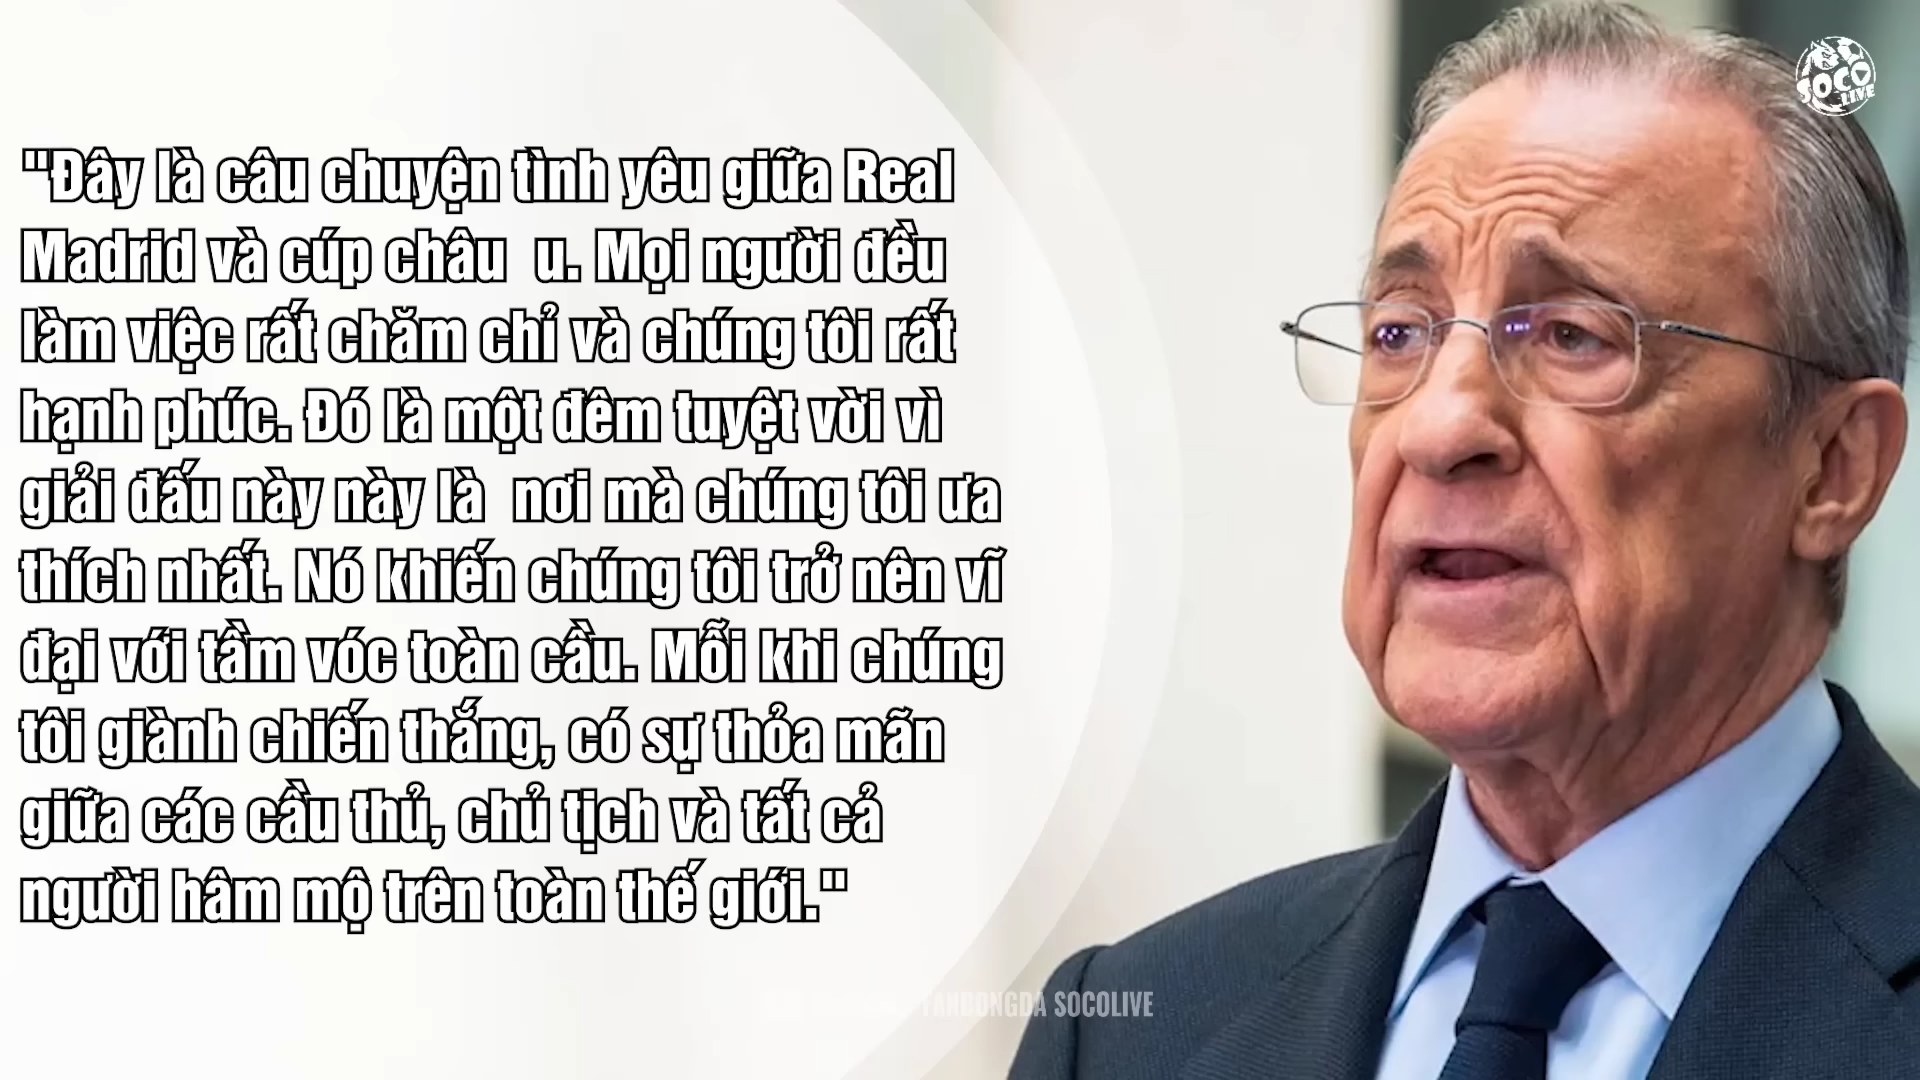 "Đây là câu chuyện tình yêu giữa Real
Madrid và cúp châu  u. Mọi người đều
làm việc rất chăm chỉ và chúng tôi rất
hạnh phúc. Đó là một đêm tuyệt vời vì
giải đấu này này là  nơi mà chúng tôi ưa
thích nhất. Nó khiến chúng tôi trở nên vĩ
đại với tầm vóc toàn cầu. Mỗi khi chúng
tôi giành chiến thắng, có sự thỏa mãn
giữa các cầu thủ, chủ tịch và tất cả
người hâm mộ trên toàn thế giới."
SOCO
LIVE
SOCOLIVE